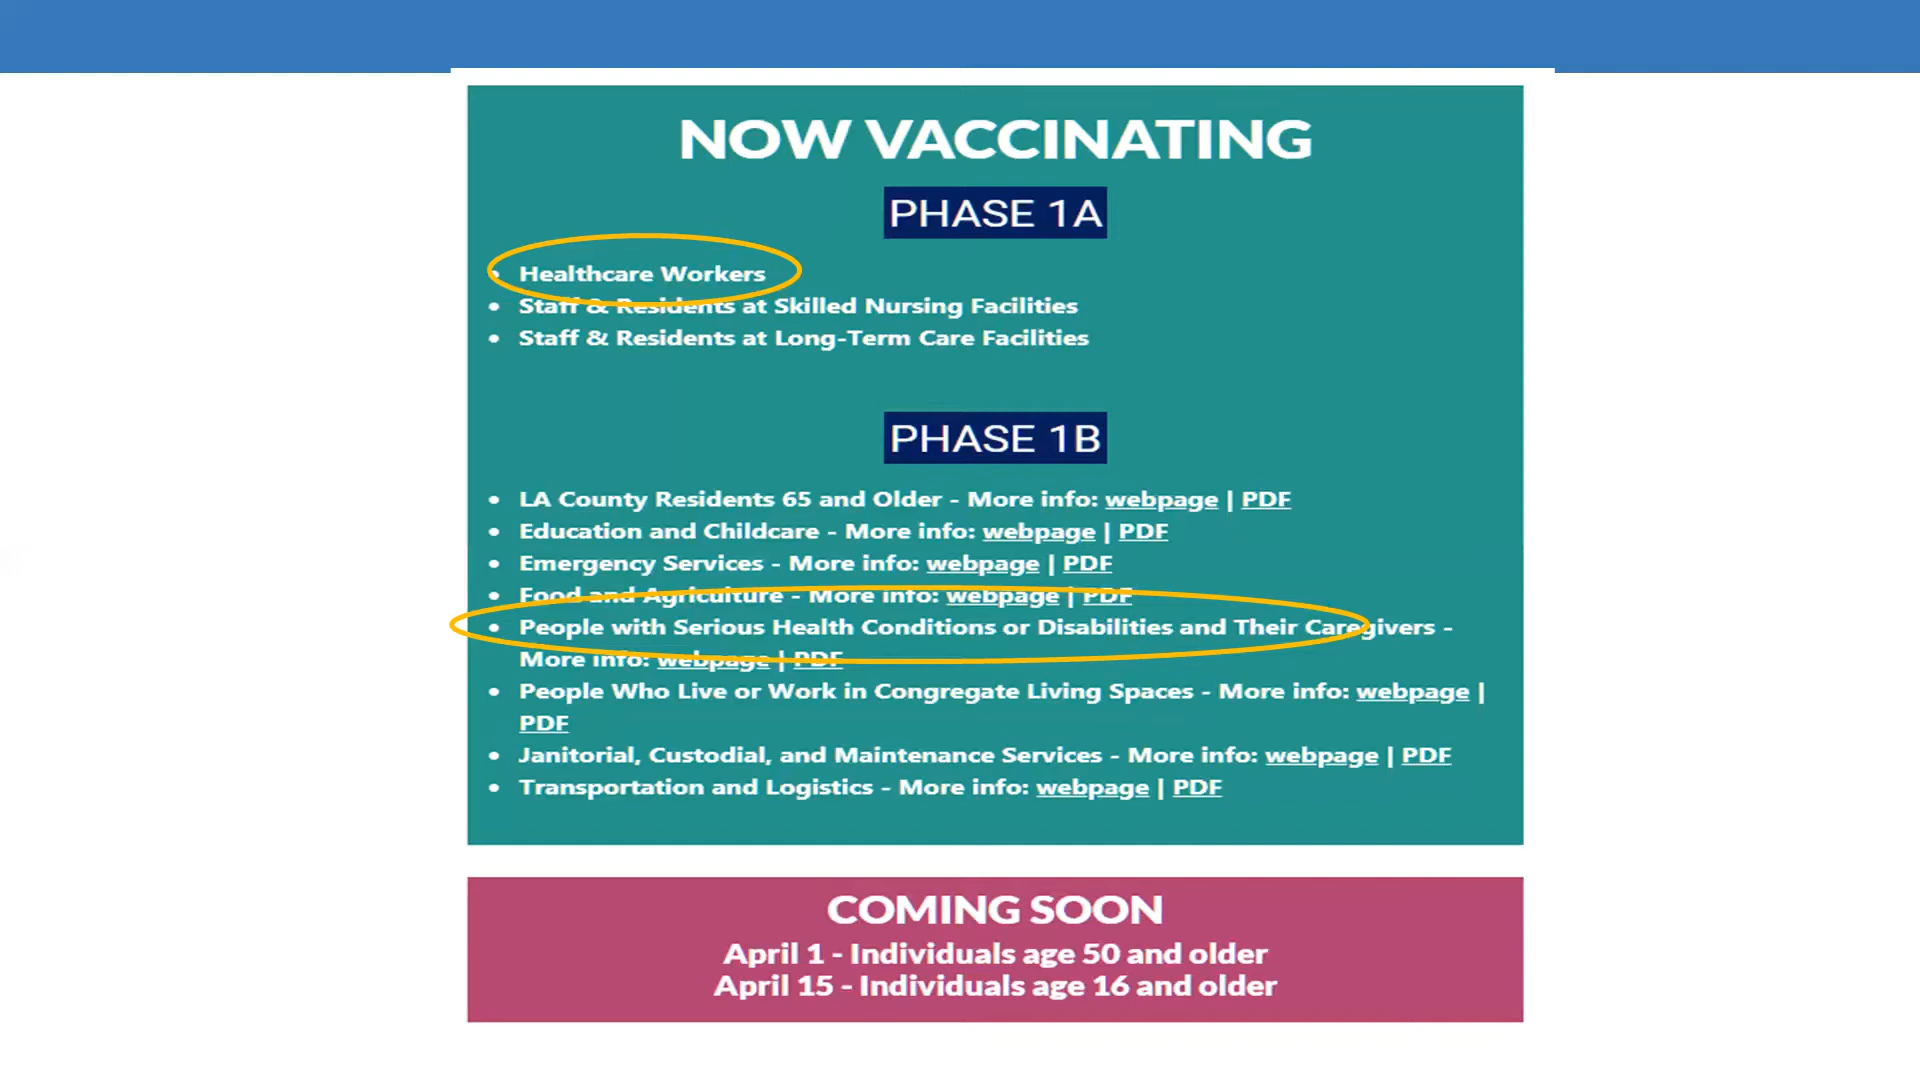 NOW VACCINATING
PHASE 1A
• Healthcare Workers
• Staff & Residents at Skilled Nursing Facilities
• Staff & Residents at Long-Term Care Facilities
PHASE 1B
• LA County Residents 65 and Older - More info: webpage | PDF
• Education and Childcare - More info: webpage | PDF
• Emergency Services - More info: webpage | PDF
• Food and Agriculture - More info: webpage | PDF
• People with Serious Health Conditions or Disabilities and Their Caregivers -
More info: webpage | PDF
• People Who Live or Work in Congregate Living Spaces - More info: webpage |
PDF
• Janitorial, Custodial, and Maintenance Services - More info: webpage | PDF
• Transportation and Logistics - More info: webpage | PDF
COMING SOON
April 1 - Individuals age 50 and older
April 15 - Individuals age 16 and older